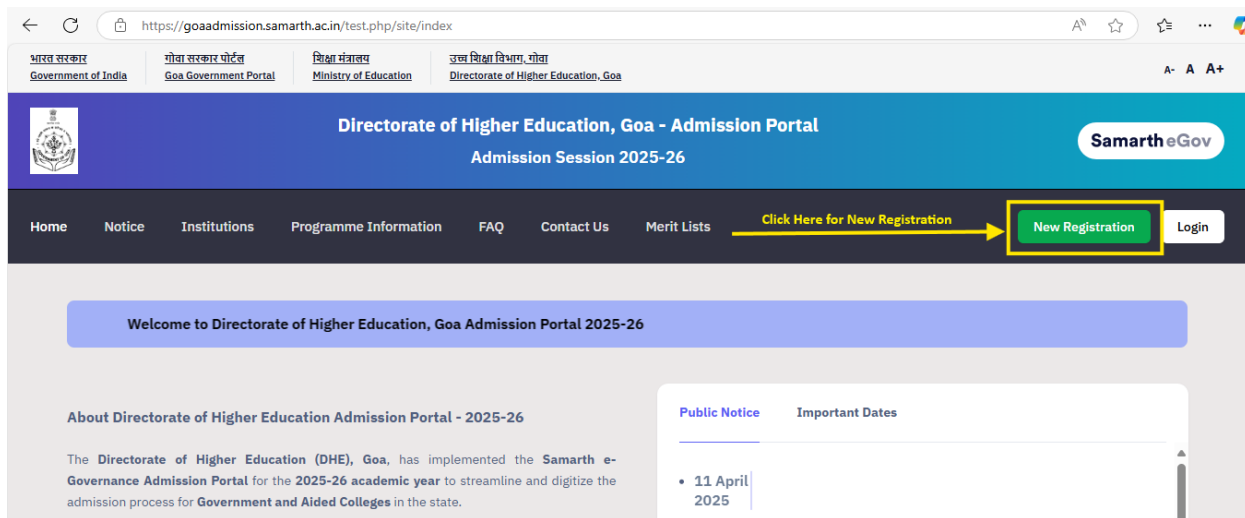 https://goaadmission.samarth.ac.in/test.php/site/index
भारत सरकार
Government of India
गोवा सरकार पोर्टल
Goa Government Portal
शिक्षा मंत्रालय
Ministry of Education
उच्च शिक्षा विभाग, गोवा
Directorate of Higher Education, Goa
A- A A+
Directorate of Higher Education, Goa - Admission Portal
Admission Session 2025-26
Samarth eGov
Home Notice Institutions Programme Information FAQ Contact Us Merit Lists Click Here for New Registration New Registration Login
Welcome to Directorate of Higher Education, Goa Admission Portal 2025-26
About Directorate of Higher Education Admission Portal - 2025-26
The Directorate of Higher Education (DHE), Goa, has implemented the Samarth e-
Governance Admission Portal for the 2025-26 academic year to streamline and digitize the
admission process for Government and Aided Colleges in the state.
Public Notice Important Dates
• 11 April
2025